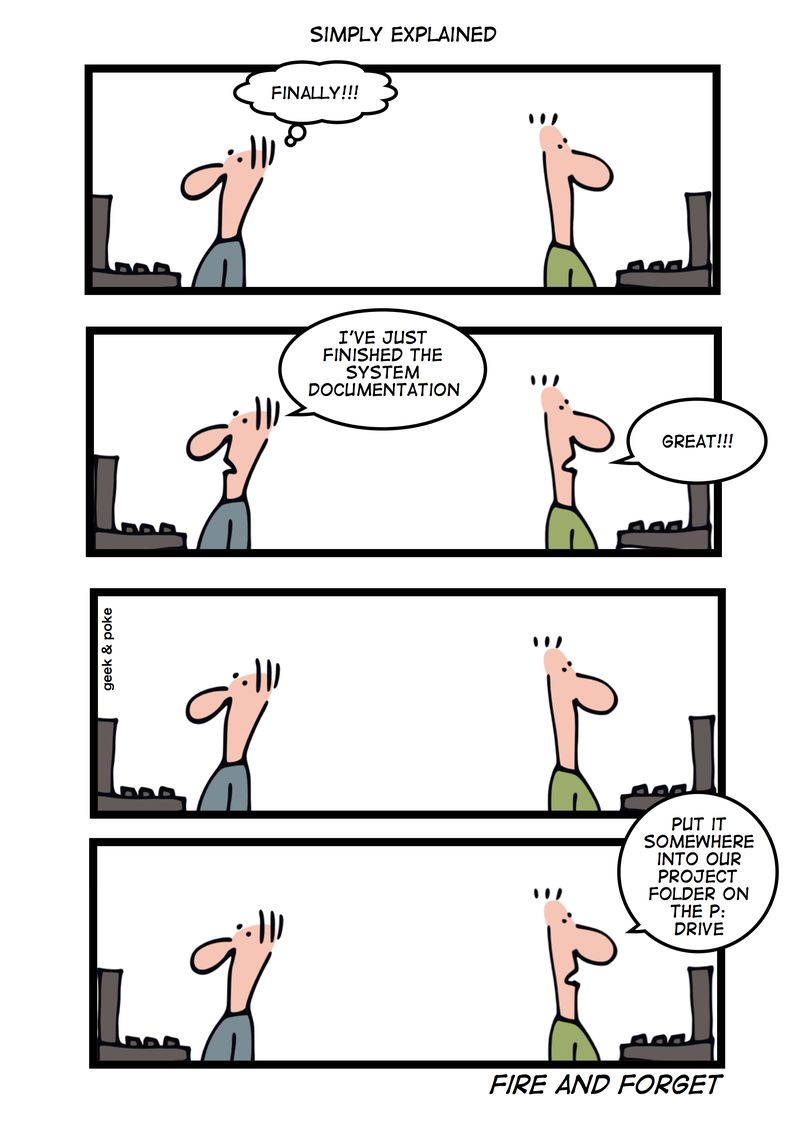 SIMPLY EXPLAINED
FINALLY!!!
I'VE JUST
FINISHED THE
SYSTEM
DOCUMENTATION
GREAT!!!
geek & poke
PUT IT
SOMEWHERE
INTO OUR
PROJECT
FOLDER ON
THE P:
DRIVE
FIRE AND FORGET